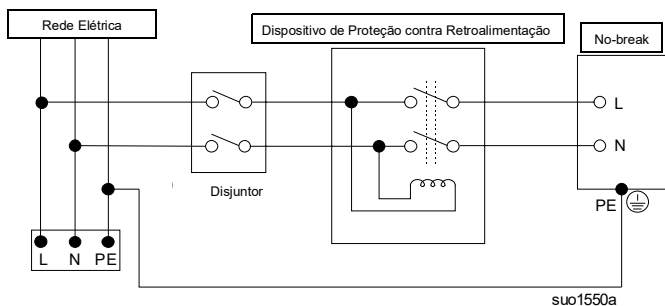 Rede Elétrica
Dispositivo de Proteção contra Retroalimentação
No-break
L
N
Disjuntor
PE
L N PE
suo1550a